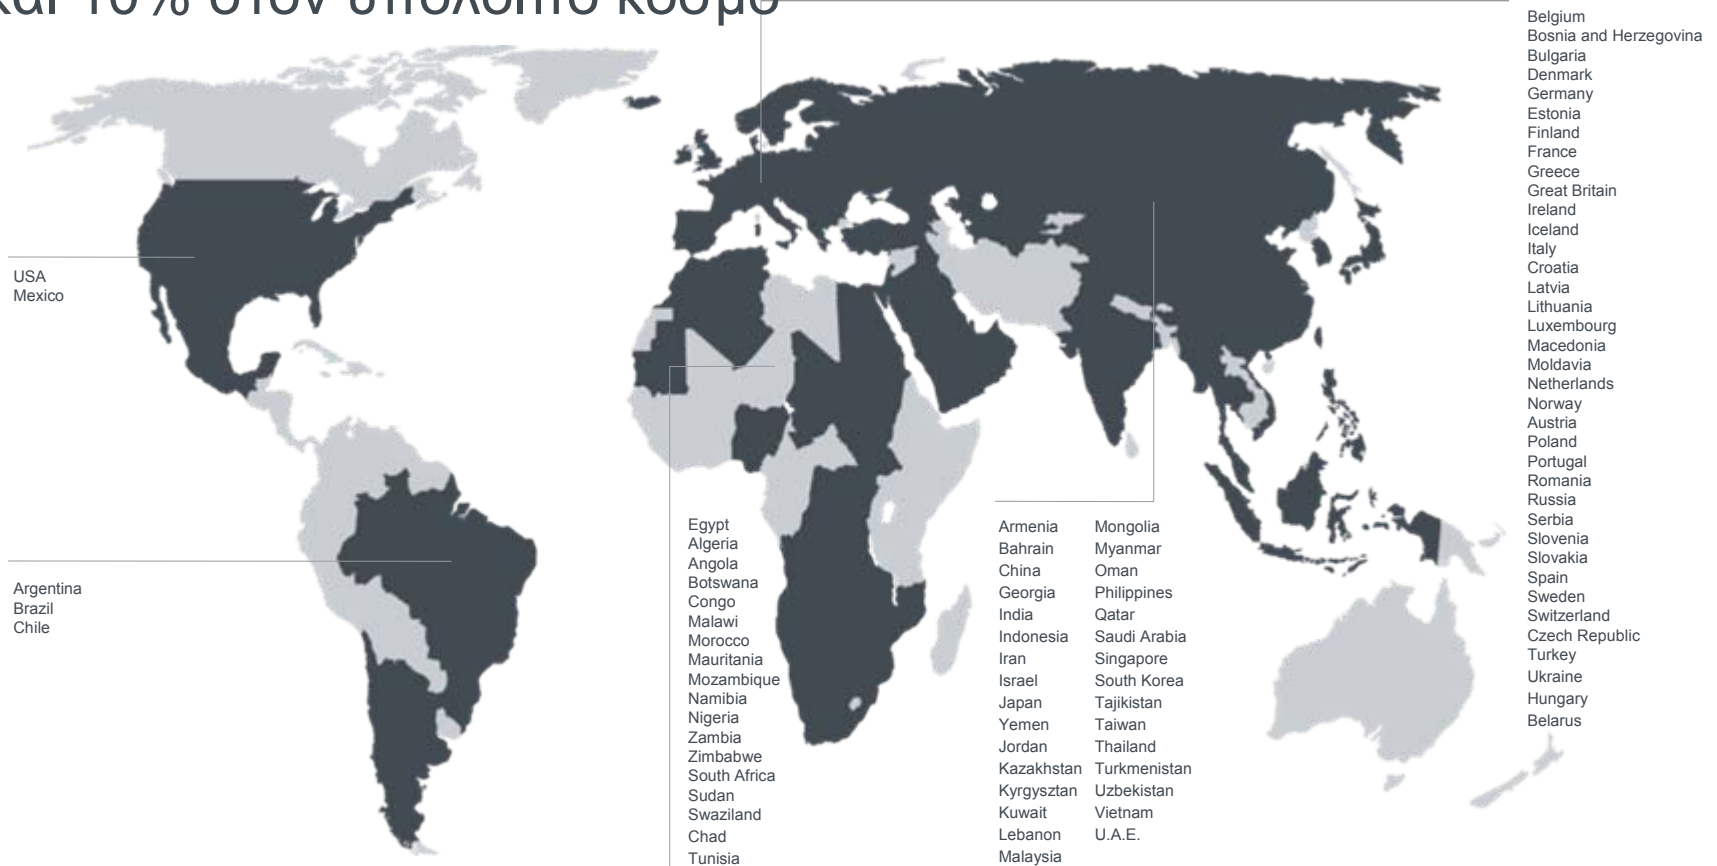 και 10% στον υπόλοιπο κόσμο
USA
Mexico
Argentina
Brazil
Chile
Egypt
Algeria
Angola
Botswana
Congo
Malawi
Morocco
Mauritania
Mozambique
Namibia
Nigeria
Zambia
Zimbabwe
South Africa
Sudan
Swaziland
Chad
Tunisia
Armenia
Bahrain
China
Georgia
India
Indonesia
Iran
Israel
Japan
Yemen
Jordan
Kazakhstan
Kyrgysztan
Kuwait
Lebanon
Malaysia
Mongolia
Myanmar
Oman
Philippines
Qatar
Saudi Arabia
Singapore
South Korea
Tajikistan
Taiwan
Thailand
Turkmenistan
Uzbekistan
Vietnam
U.A.E.
Belgium
Bosnia and Herzegovina
Bulgaria
Denmark
Germany
Estonia
Finland
France
Greece
Great Britain
Ireland
Iceland
Italy
Croatia
Latvia
Lithuania
Luxembourg
Macedonia
Moldavia
Netherlands
Norway
Austria
Poland
Portugal
Romania
Russia
Serbia
Slovenia
Slovakia
Spain
Sweden
Switzerland
Czech Republic
Turkey
Ukraine
Hungary
Belarus